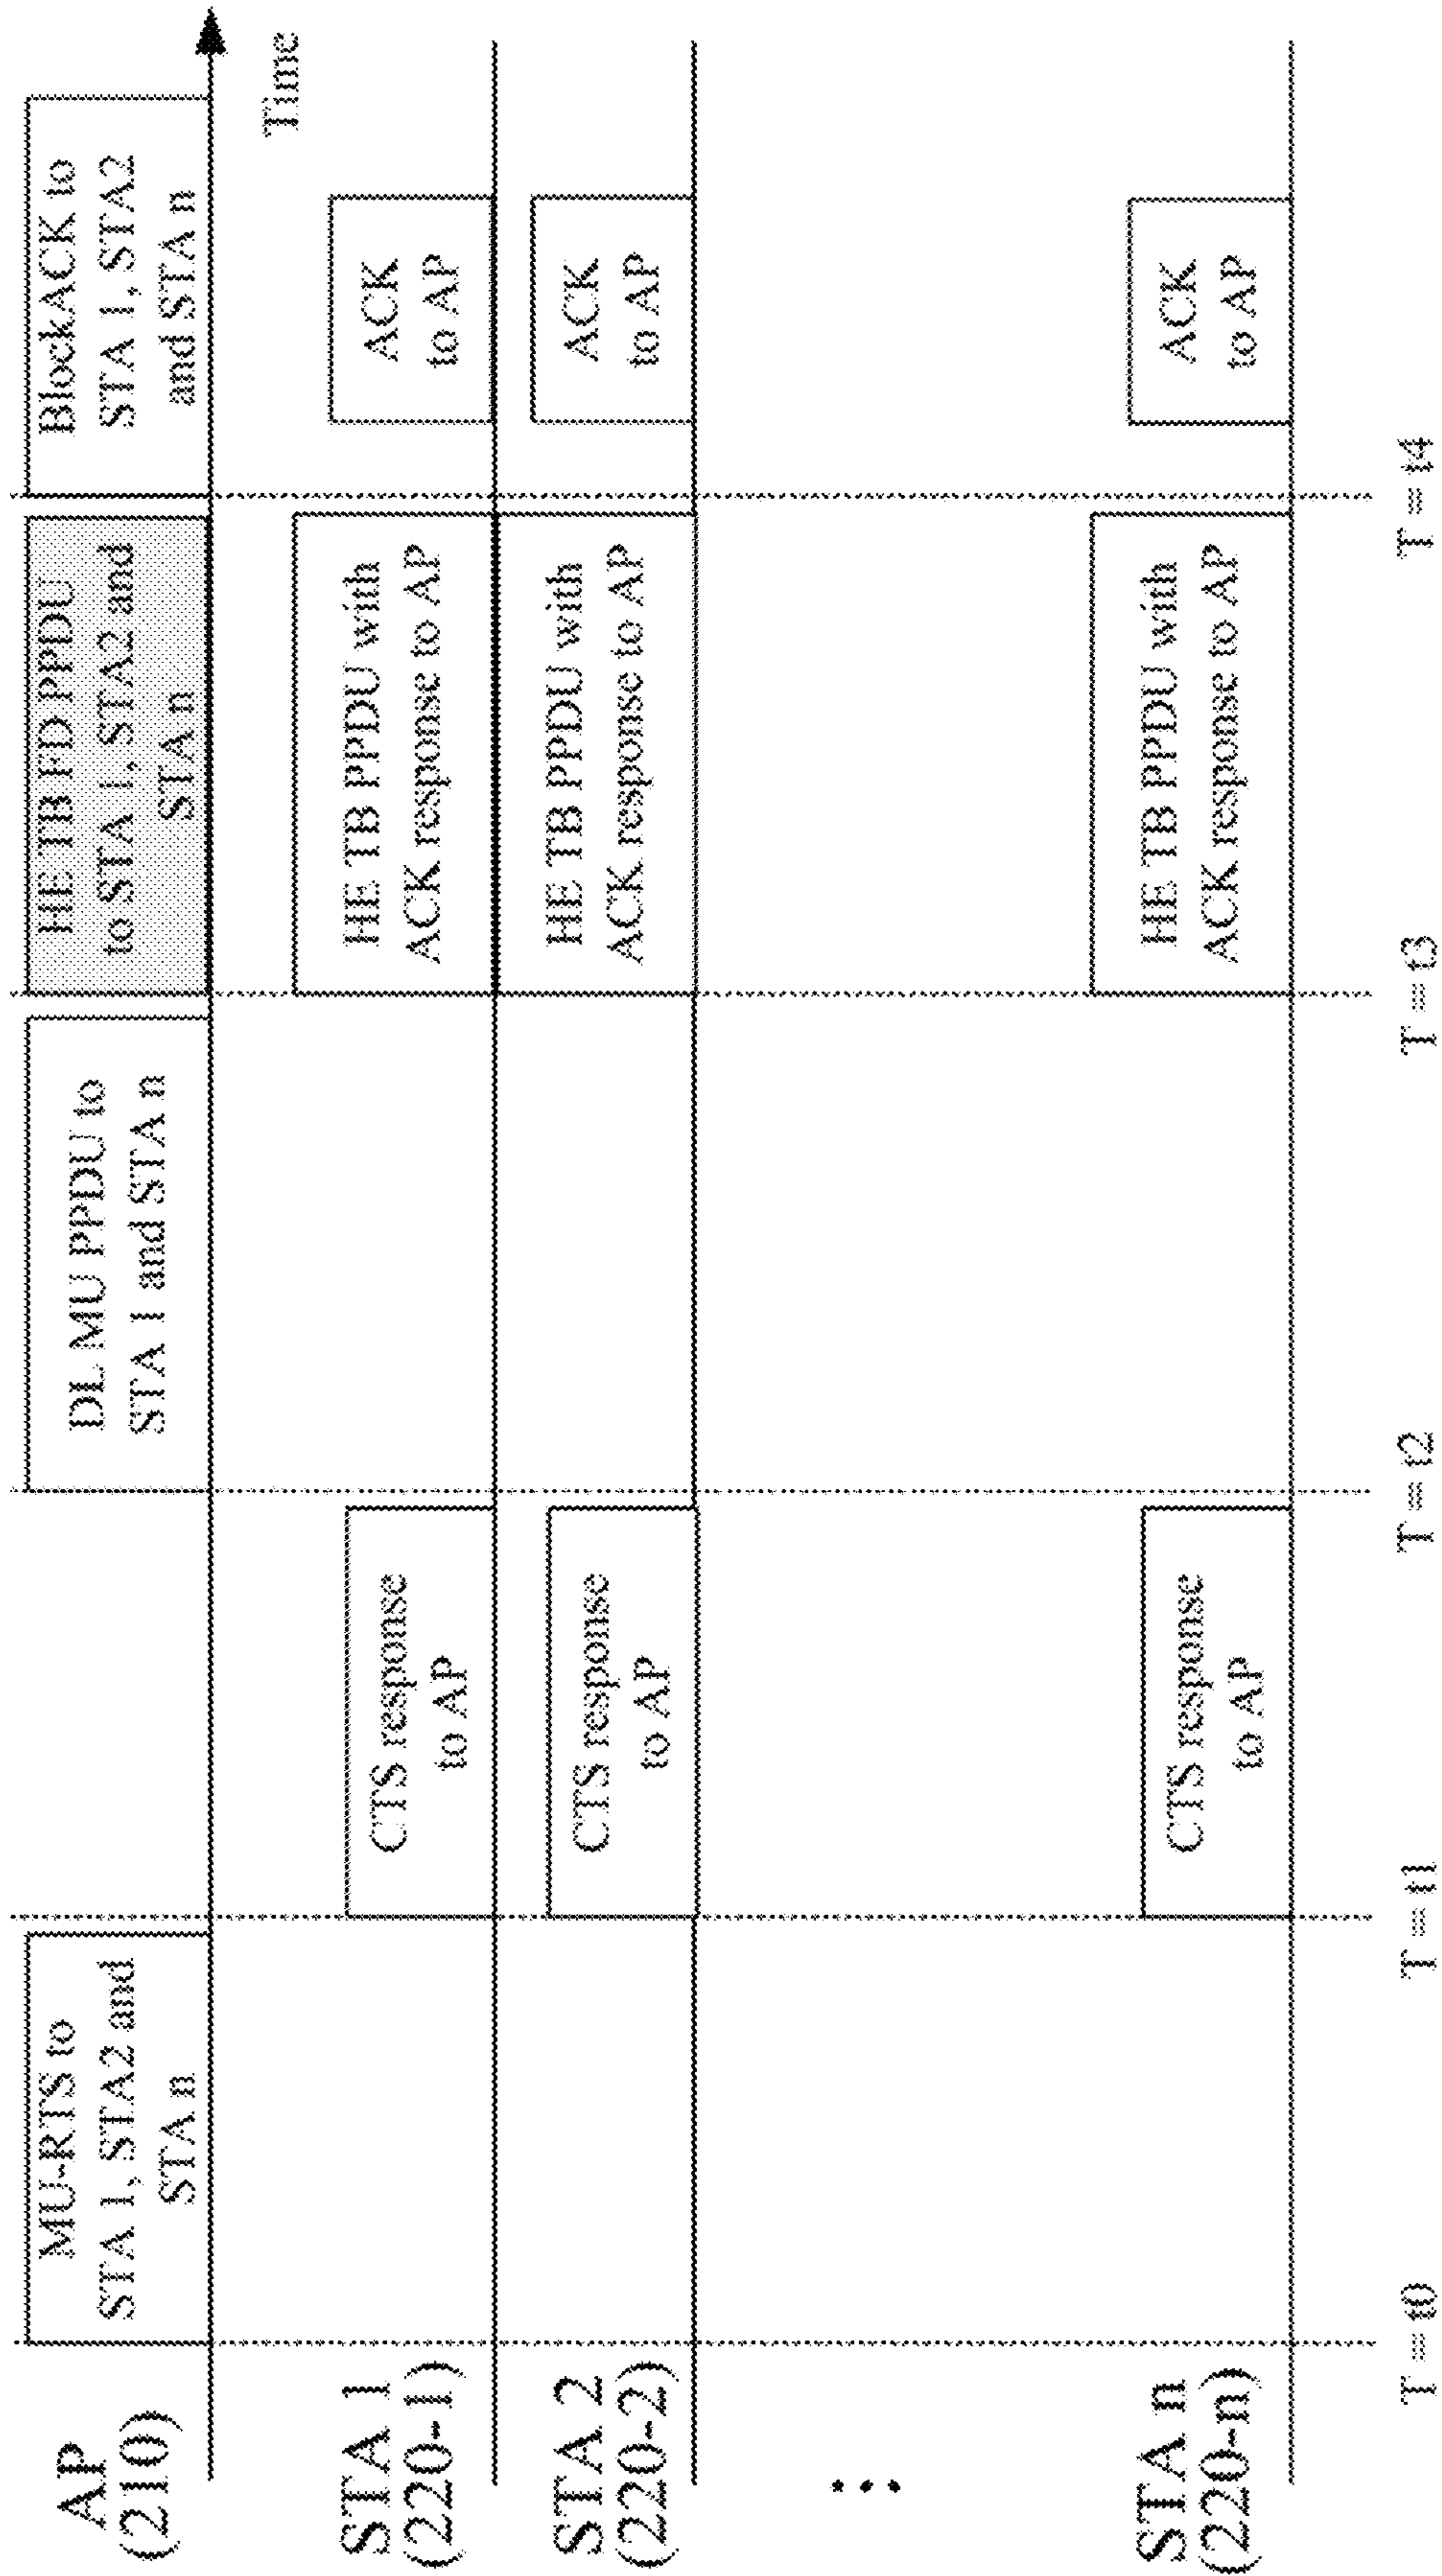 AP
(210)
MU-RTS to
STA 1, STA2 and
STA n
DL MU PPDU to
STA 1 and STA n
HE TB FD PPDU
to STA 1, STA2 and
STA n
BlockACK to
STA 1, STA2
and STA n
Time
STA 1
(220-1)
CTS response
to AP
HE TB PPDU with
ACK response to AP
ACK
to AP
STA 2
(220-2)
CTS response
to AP
HE TB PPDU with
ACK response to AP
ACK
to AP
...
STA n
(220-n)
CTS response
to AP
HE TB PPDU with
ACK response to AP
ACK
to AP
T = t0
T = t1
T = t2
T = t3
T = t4